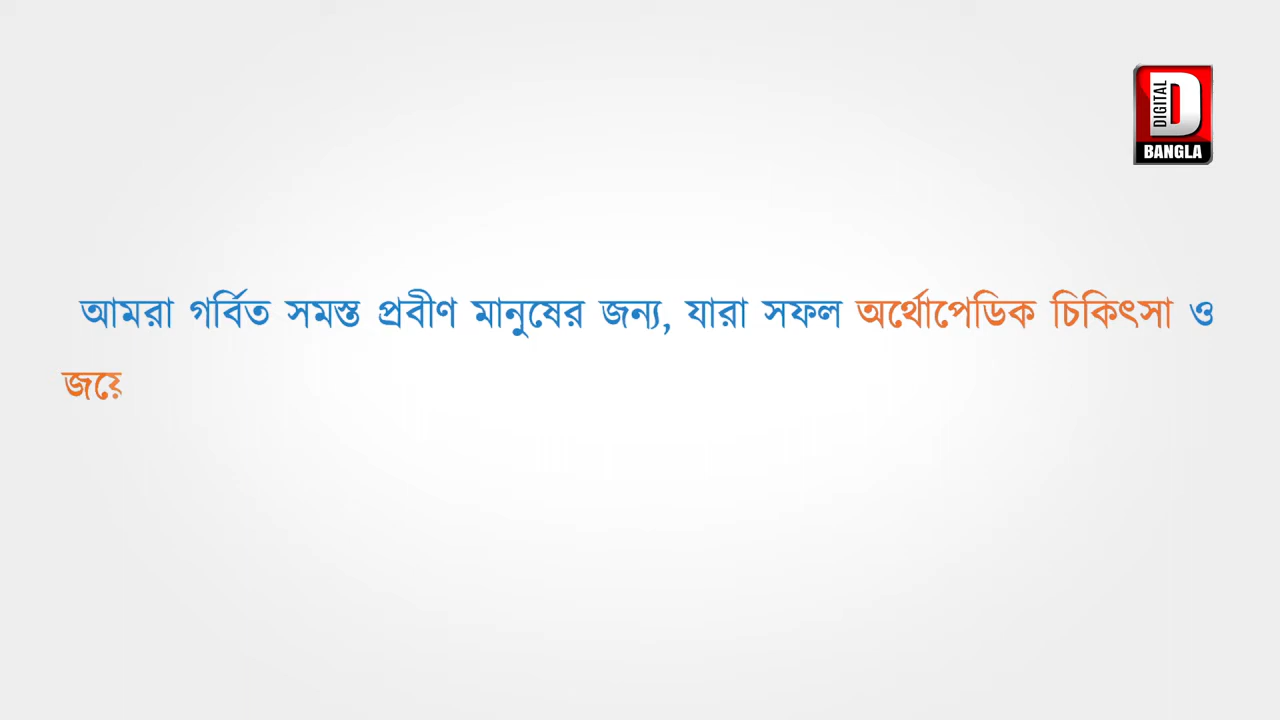 DIGITAL
D
BANGLA
আমরা গর্বিত সমস্ত প্রবীণ মানুষের জন্য, যারা সফল অর্থোপেডিক চিকিৎসা ও
জয়ে